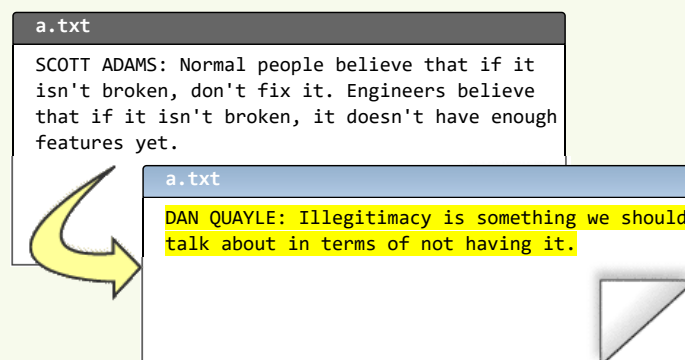 a.txt
SCOTT ADAMS: Normal people believe that if it
isn't broken, don't fix it. Engineers believe
that if it isn't broken, it doesn't have enough
features yet.
a.txt
DAN QUAYLE: Illegitimacy is something we should
talk about in terms of not having it.